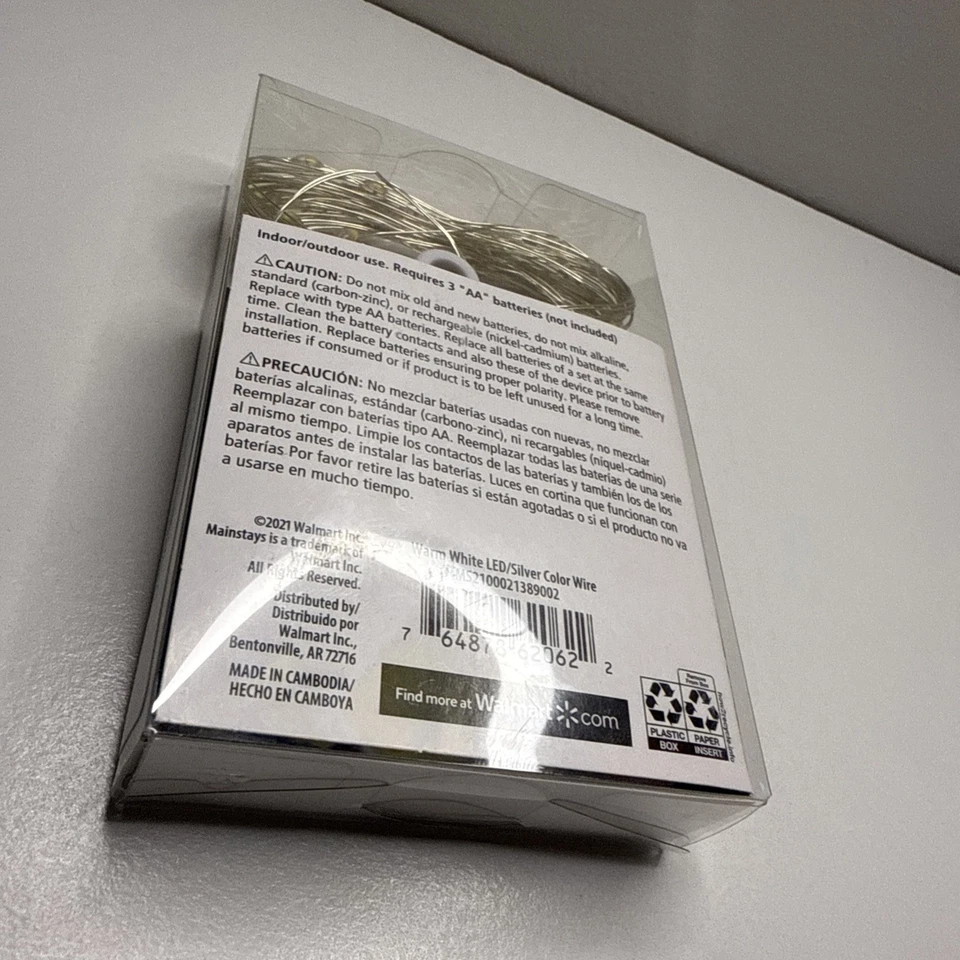 Indoor/outdoor use. Requires 3 "AA" batteries (not included)
⚠CAUTION: Do not mix old and new batteries, do not mix alkaline,
standard (carbon-zinc), or rechargeable (nickel-cadmium) batteries.
Replace with type AA batteries. Replace all batteries of a set at the same
time. Clean the battery contacts and also these of the device prior to battery
installation. Replace batteries ensuring proper polarity. Please remove
batteries if consumed or if product is to be left unused for a long time.
⚠PRECAUCIÓN: No mezclar baterías usadas con nuevas, no mezclar
baterías alcalinas, estándar (carbono-zinc), ni recargables (níquel-cadmio)
Reemplazar con baterías tipo AA. Reemplazar todas las baterías de una serie
al mismo tiempo. Limpie los contactos de las baterías y también los de los
aparatos antes de instalar las baterías. Luces en cortina que funcionan con
baterías.Por favor retire las baterías si están agotadas o si el producto no va
a usarse en mucho tiempo.
©2021 Walmart Inc.
Mainstays is a trademark of
Walmart Inc.
All Rights Reserved.
Distributed by/
Distribuido por
Walmart Inc.,
Bentonville, AR 72716
MADE IN CAMBODIA/
HECHO EN CAMBOYA
Warm White LED/Silver Color Wire
MS2100021389002
7 64878 62062 2
Find more at Walmart.com
PLASTIC
BOX
PAPER
INSERT